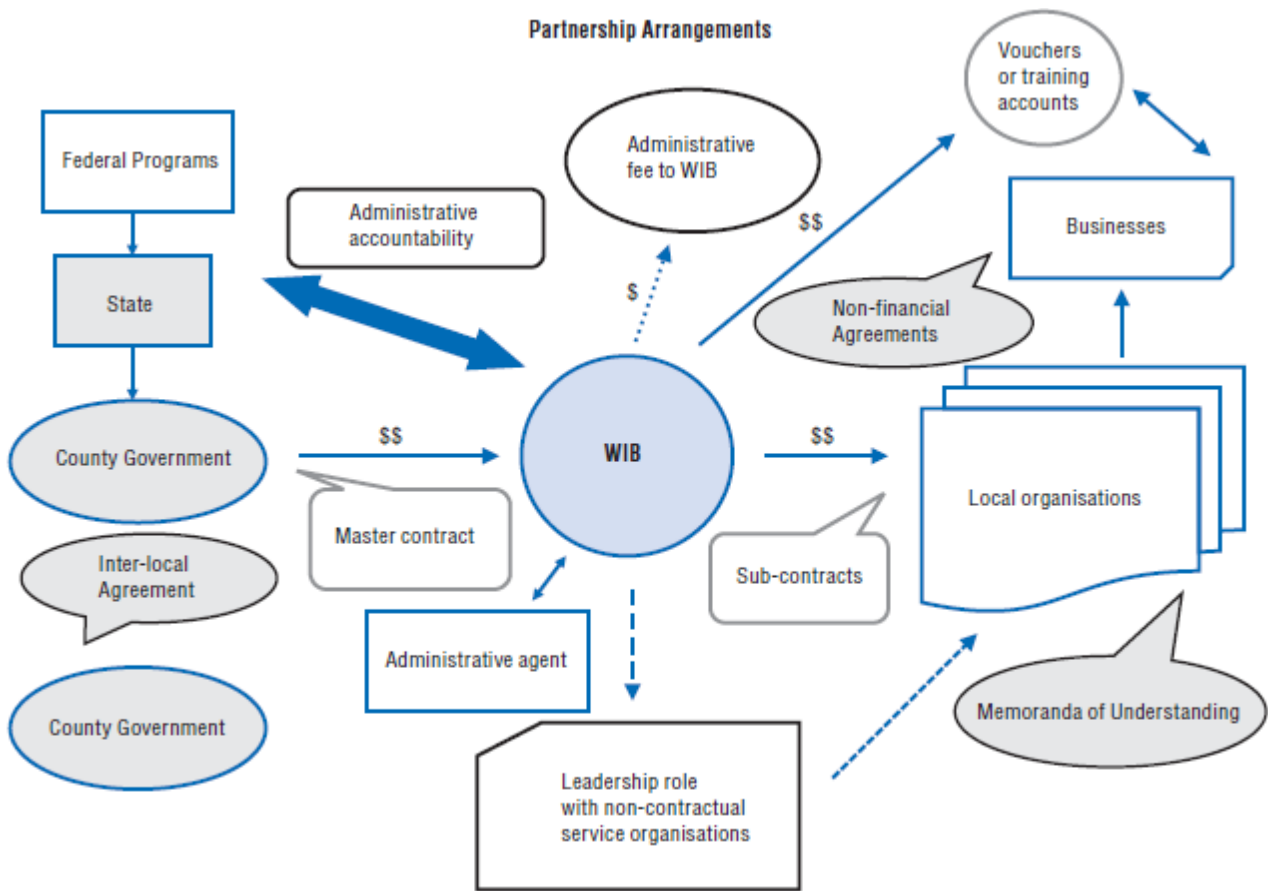 Partnership Arrangements
Vouchers
or training
accounts
Federal Programs
Administrative
fee to WIB
Administrative
accountability
$$
Businesses
State
$
Non-financial
Agreements
County Government
$$
WIB
$$
Local organisations
Master contract
Sub-contracts
Inter-local
Agreement
Administrative agent
County Government
Memoranda of Understanding
Leadership role
with non-contractual
service organisations